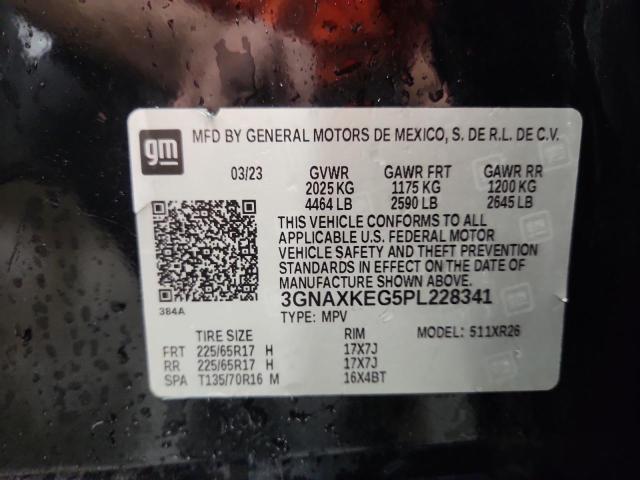 gm MFD BY GENERAL MOTORS DE MEXICO, S. DE R.L. DE C.V.
03/23 GVWR GAWR FRT GAWR RR
2025 KG 1175 KG 1200 KG
4464 LB 2590 LB 2645 LB
THIS VEHICLE CONFORMS TO ALL
APPLICABLE U.S. FEDERAL MOTOR
VEHICLE SAFETY AND THEFT PREVENTION
STANDARDS IN EFFECT ON THE DATE OF
MANUFACTURE SHOWN ABOVE.
3GNAXKEG5PL228341
384A
TYPE: MPV MODEL: 511XR26
TIRE SIZE RIM
FRT 225/65R17 H 17X7J
RR 225/65R17 H 17X7J
SPA T135/70R16 M 16X4BT